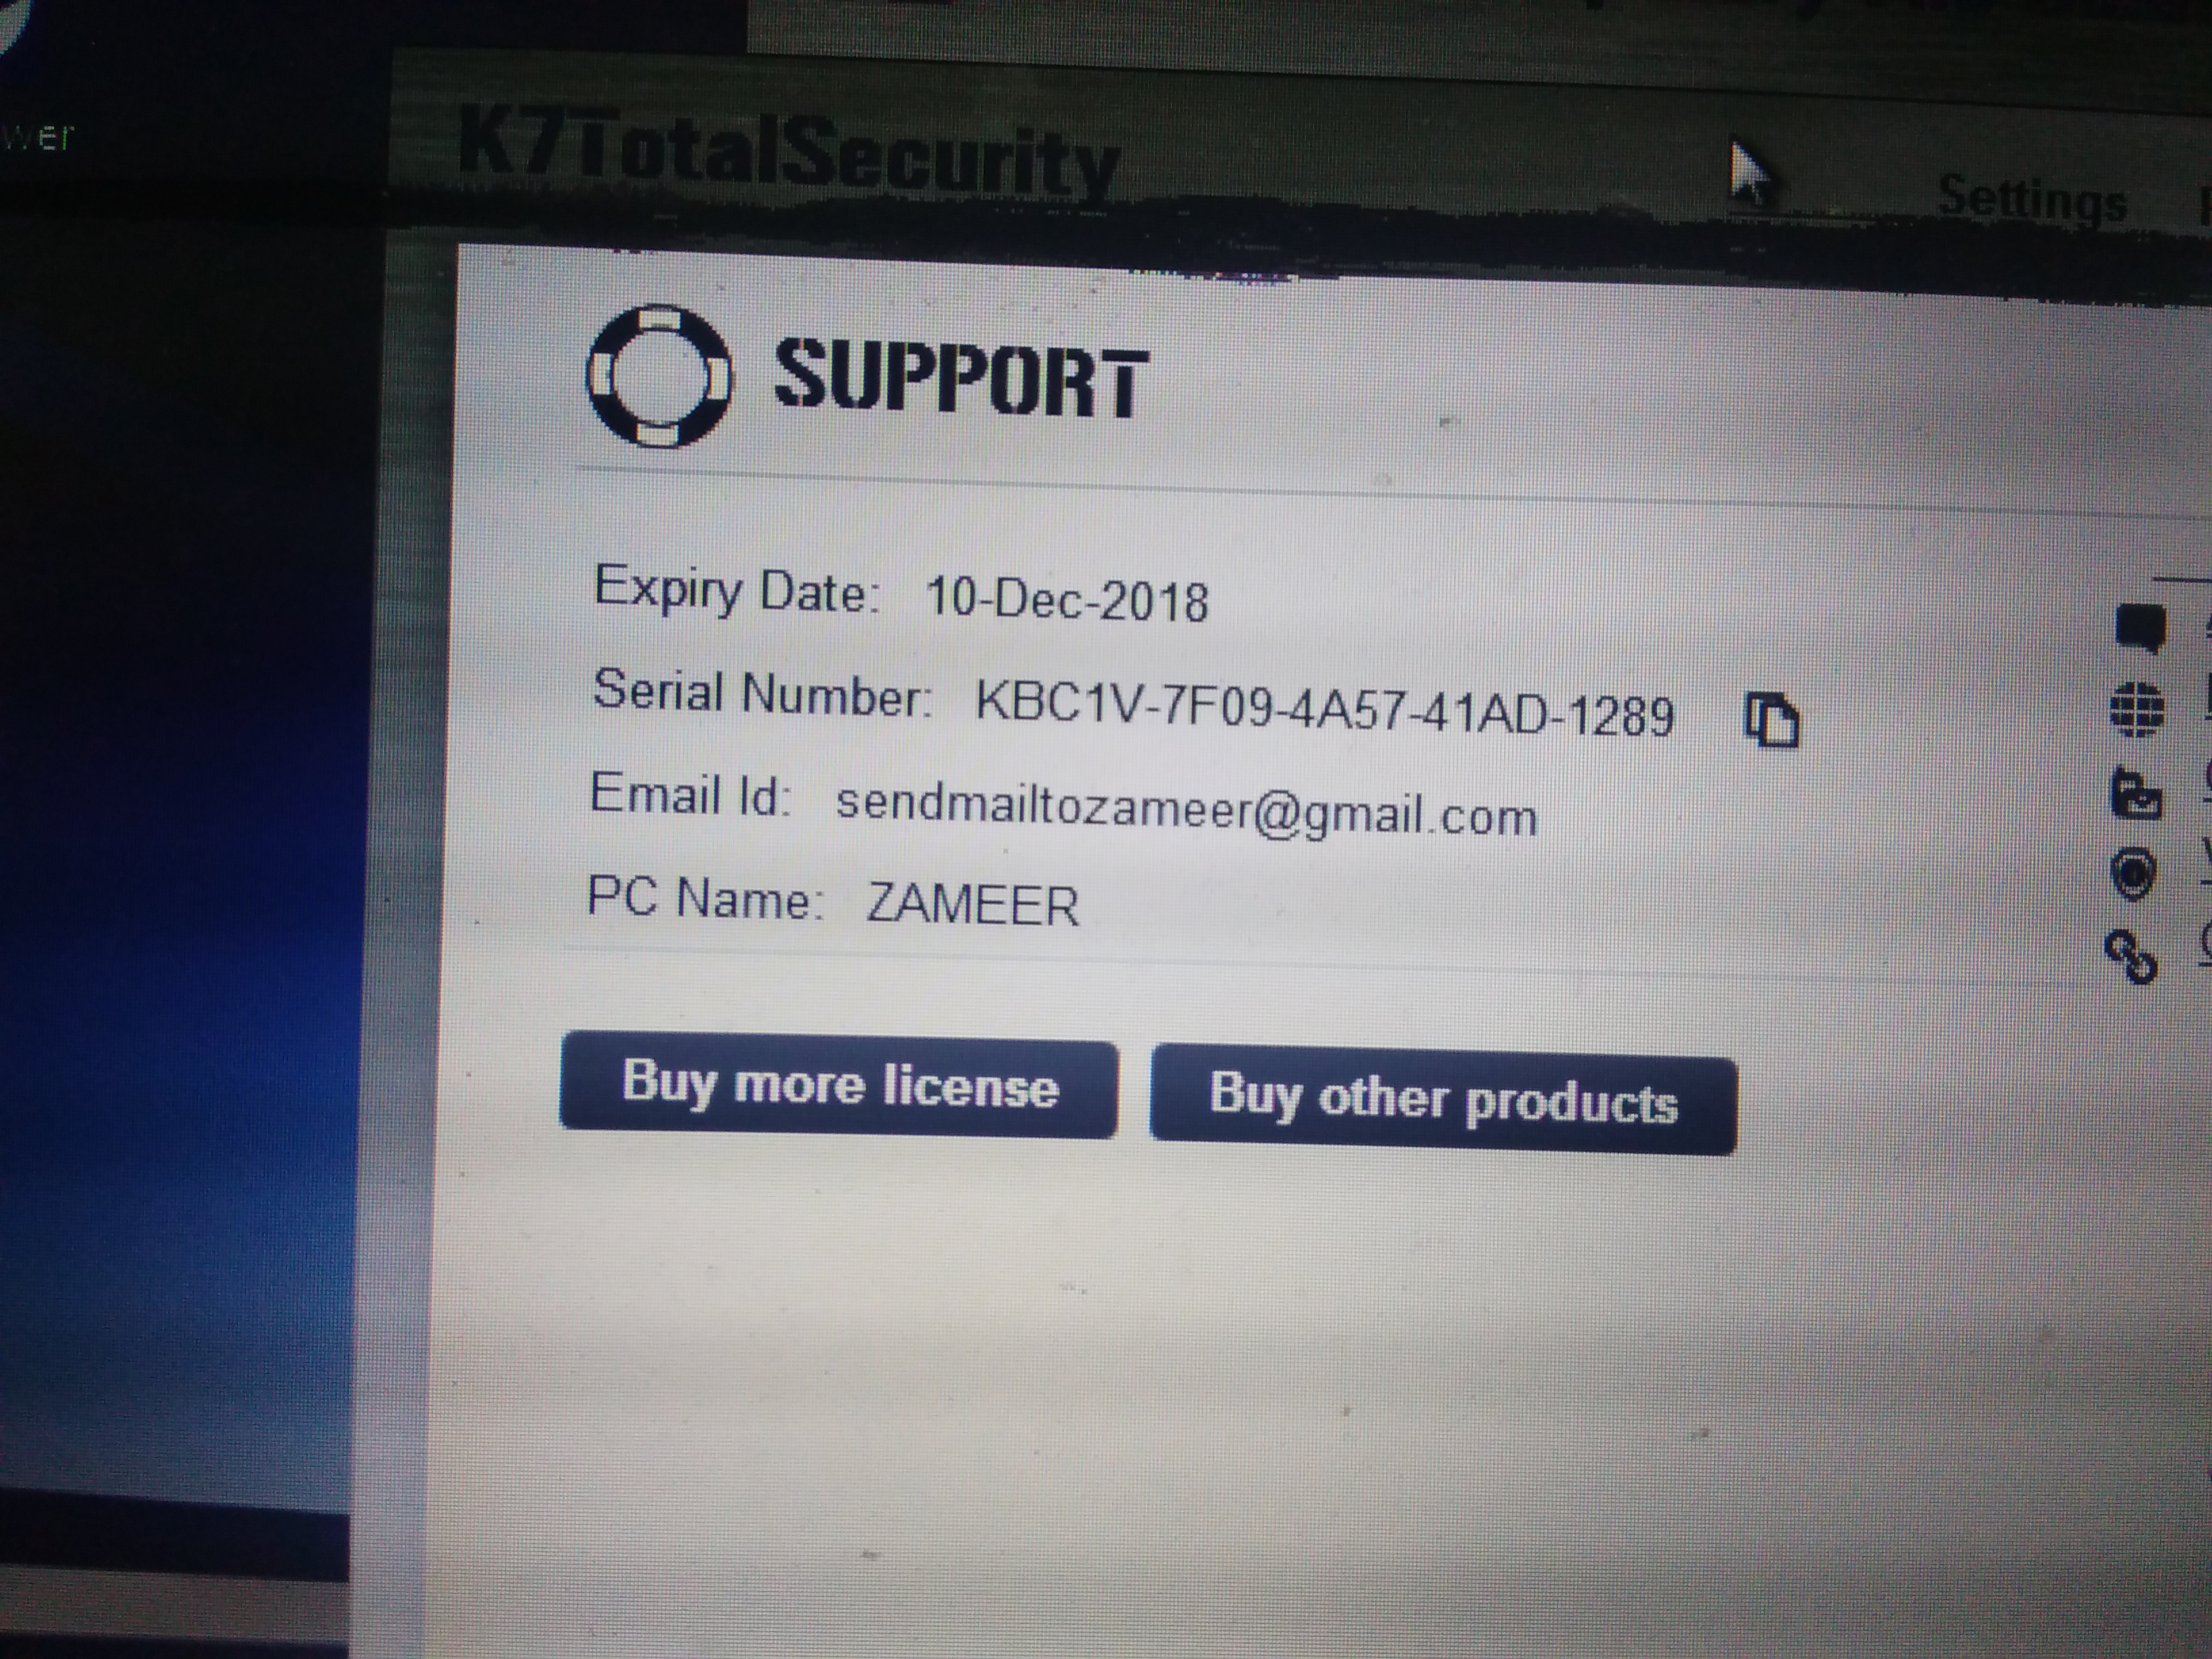 wer
K7TotalSecurity
Settings
SUPPORT
Expiry Date: 10-Dec-2018
Serial Number: KBC1V-7F09-4A57-41AD-1289
Email Id: sendmailtozameer@gmail.com
PC Name: ZAMEER
Buy more license
Buy other products